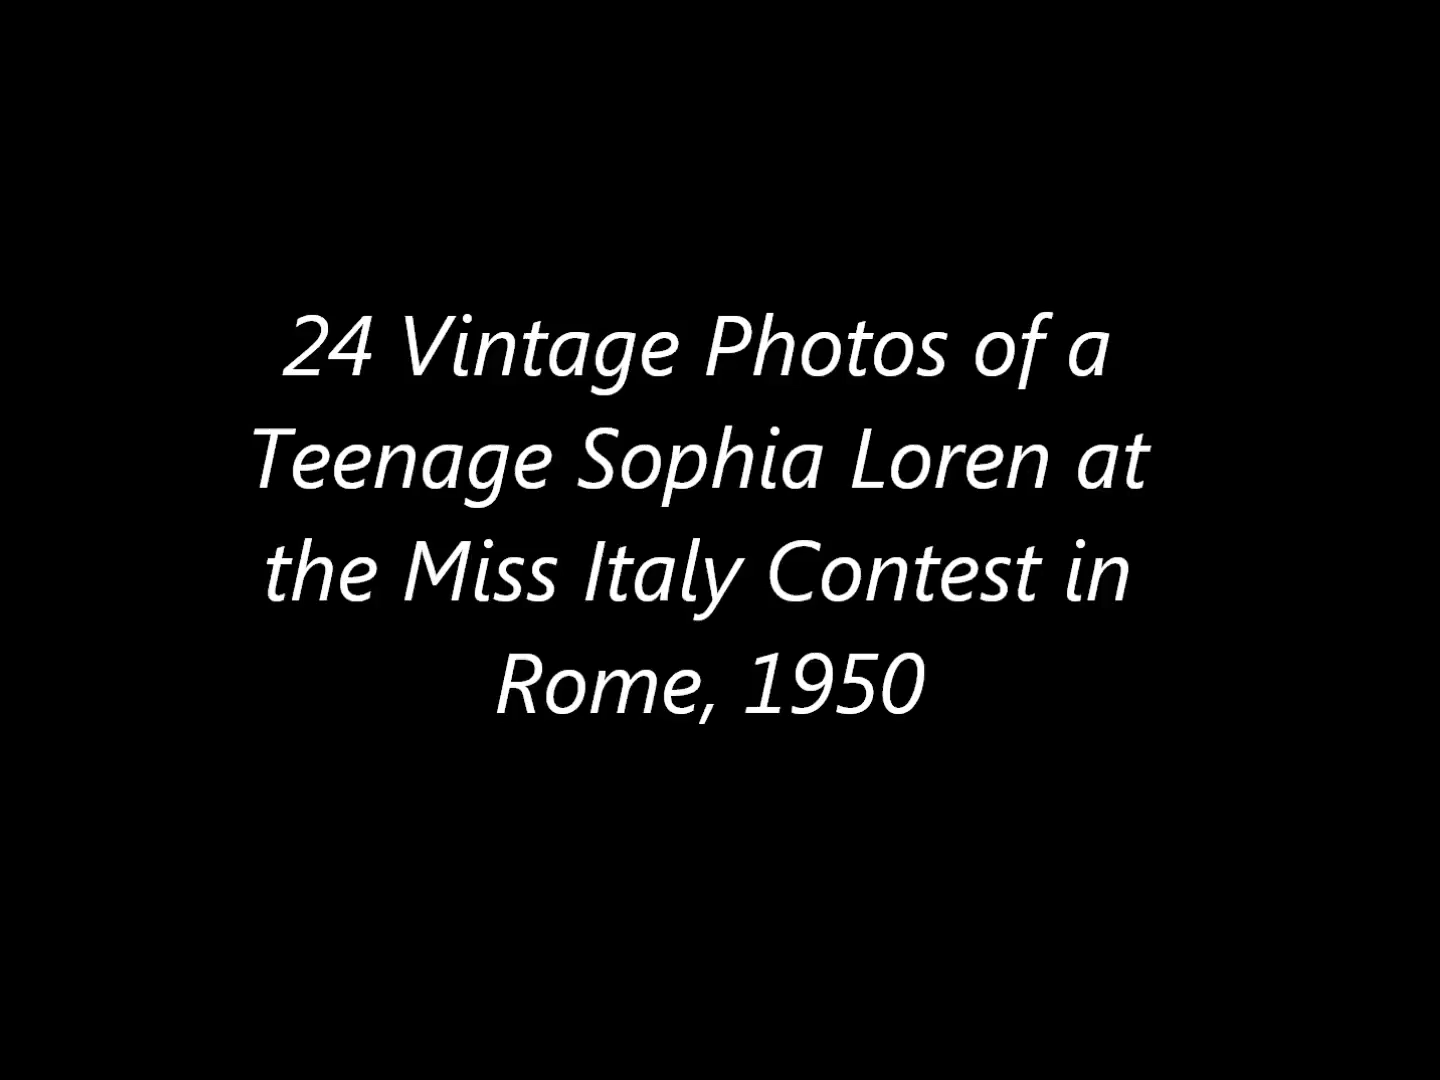 24 Vintage Photos of a
Teenage Sophia Loren at
the Miss Italy Contest in
Rome, 1950